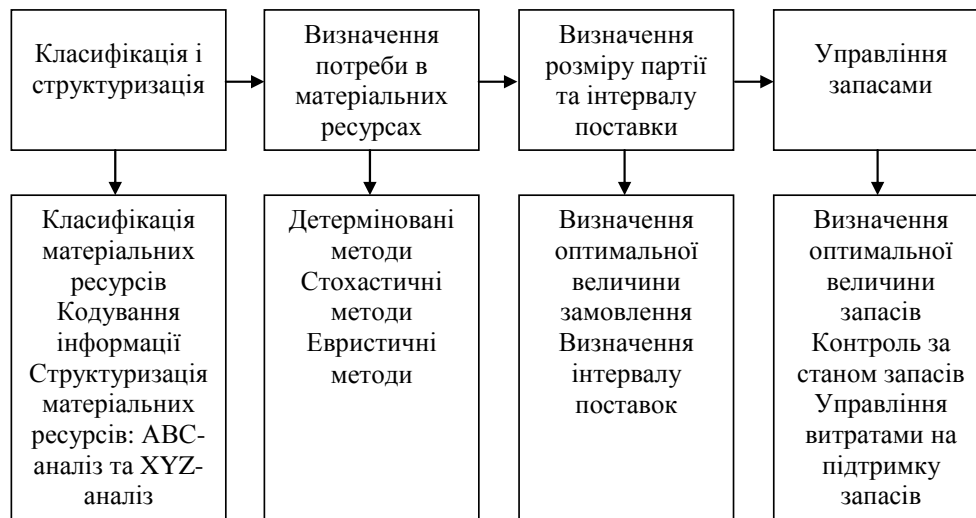 Класифікація і
структуризація
Визначення
потреби в
матеріальних
ресурсах
Визначення
розміру партії
та інтервалу
поставки
Управління
запасами
Класифікація
матеріальних
ресурсів
Кодування
інформації
Структуризація
матеріальних
ресурсів: АВС-
аналіз та XYZ-
аналіз
Детерміновані
методи
Стохастичні
методи
Евристичні
методи
Визначення
оптимальної
величини
замовлення
Визначення
інтервалу
поставок
Визначення
оптимальної
величини
запасів
Контроль за
станом запасів
Управління
витратами на
підтримку
запасів